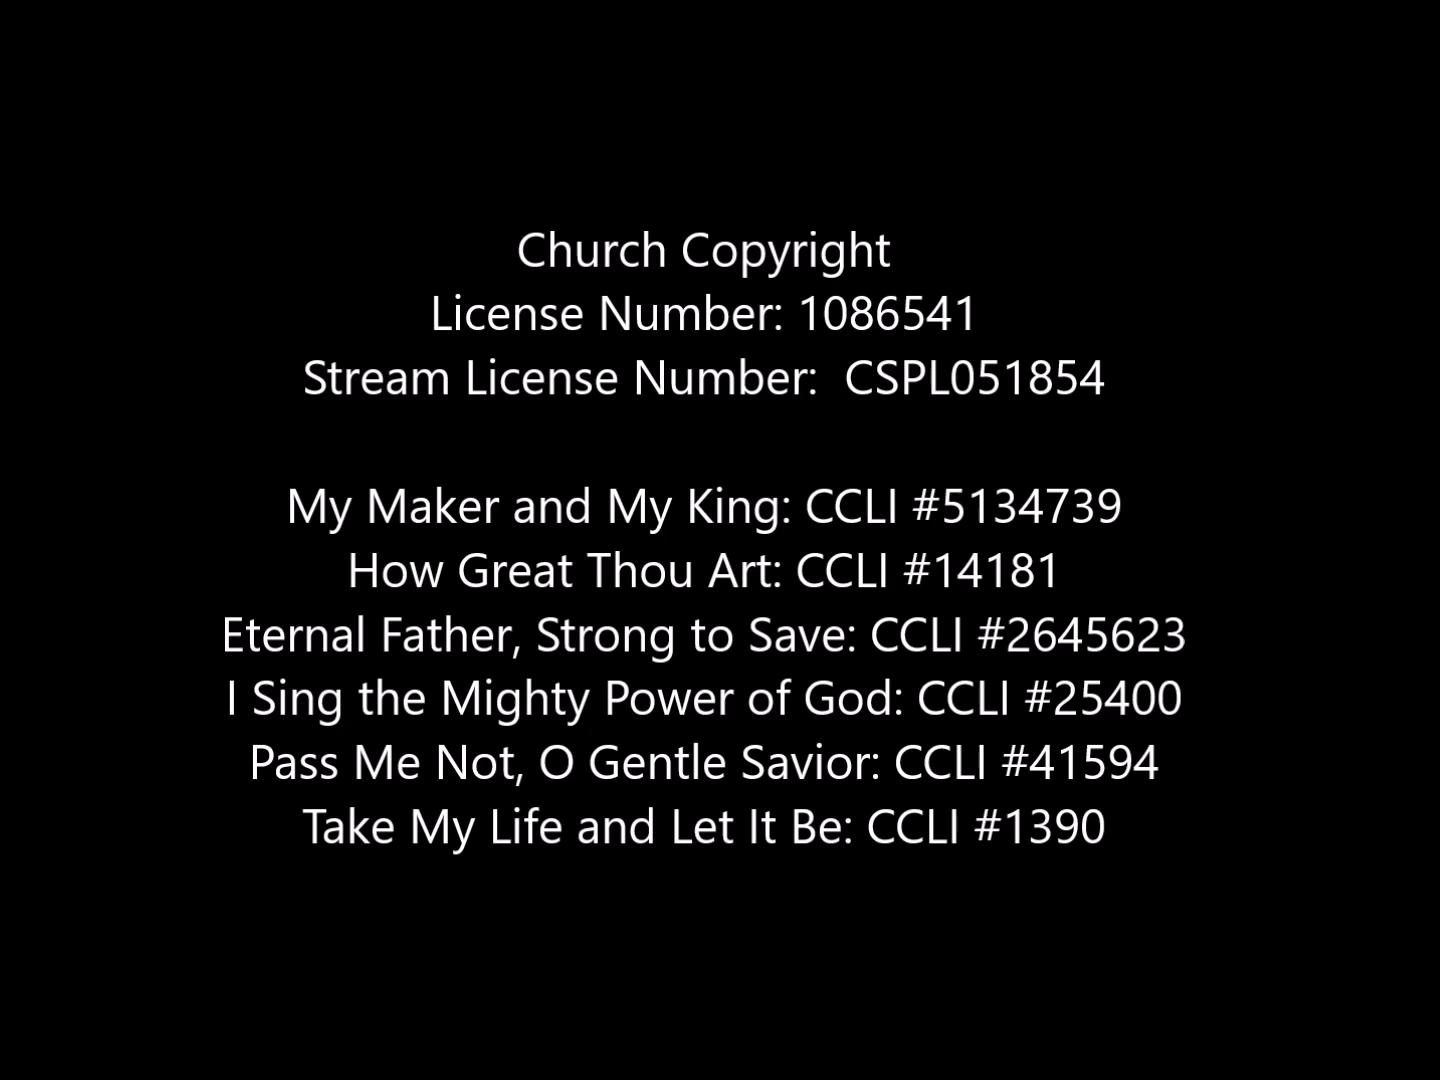 Church Copyright
License Number: 1086541
Stream License Number:  CSPL051854
My Maker and My King: CCLI #5134739
How Great Thou Art: CCLI #14181
Eternal Father, Strong to Save: CCLI #2645623
I Sing the Mighty Power of God: CCLI #25400
Pass Me Not, O Gentle Savior: CCLI #41594
Take My Life and Let It Be: CCLI #1390